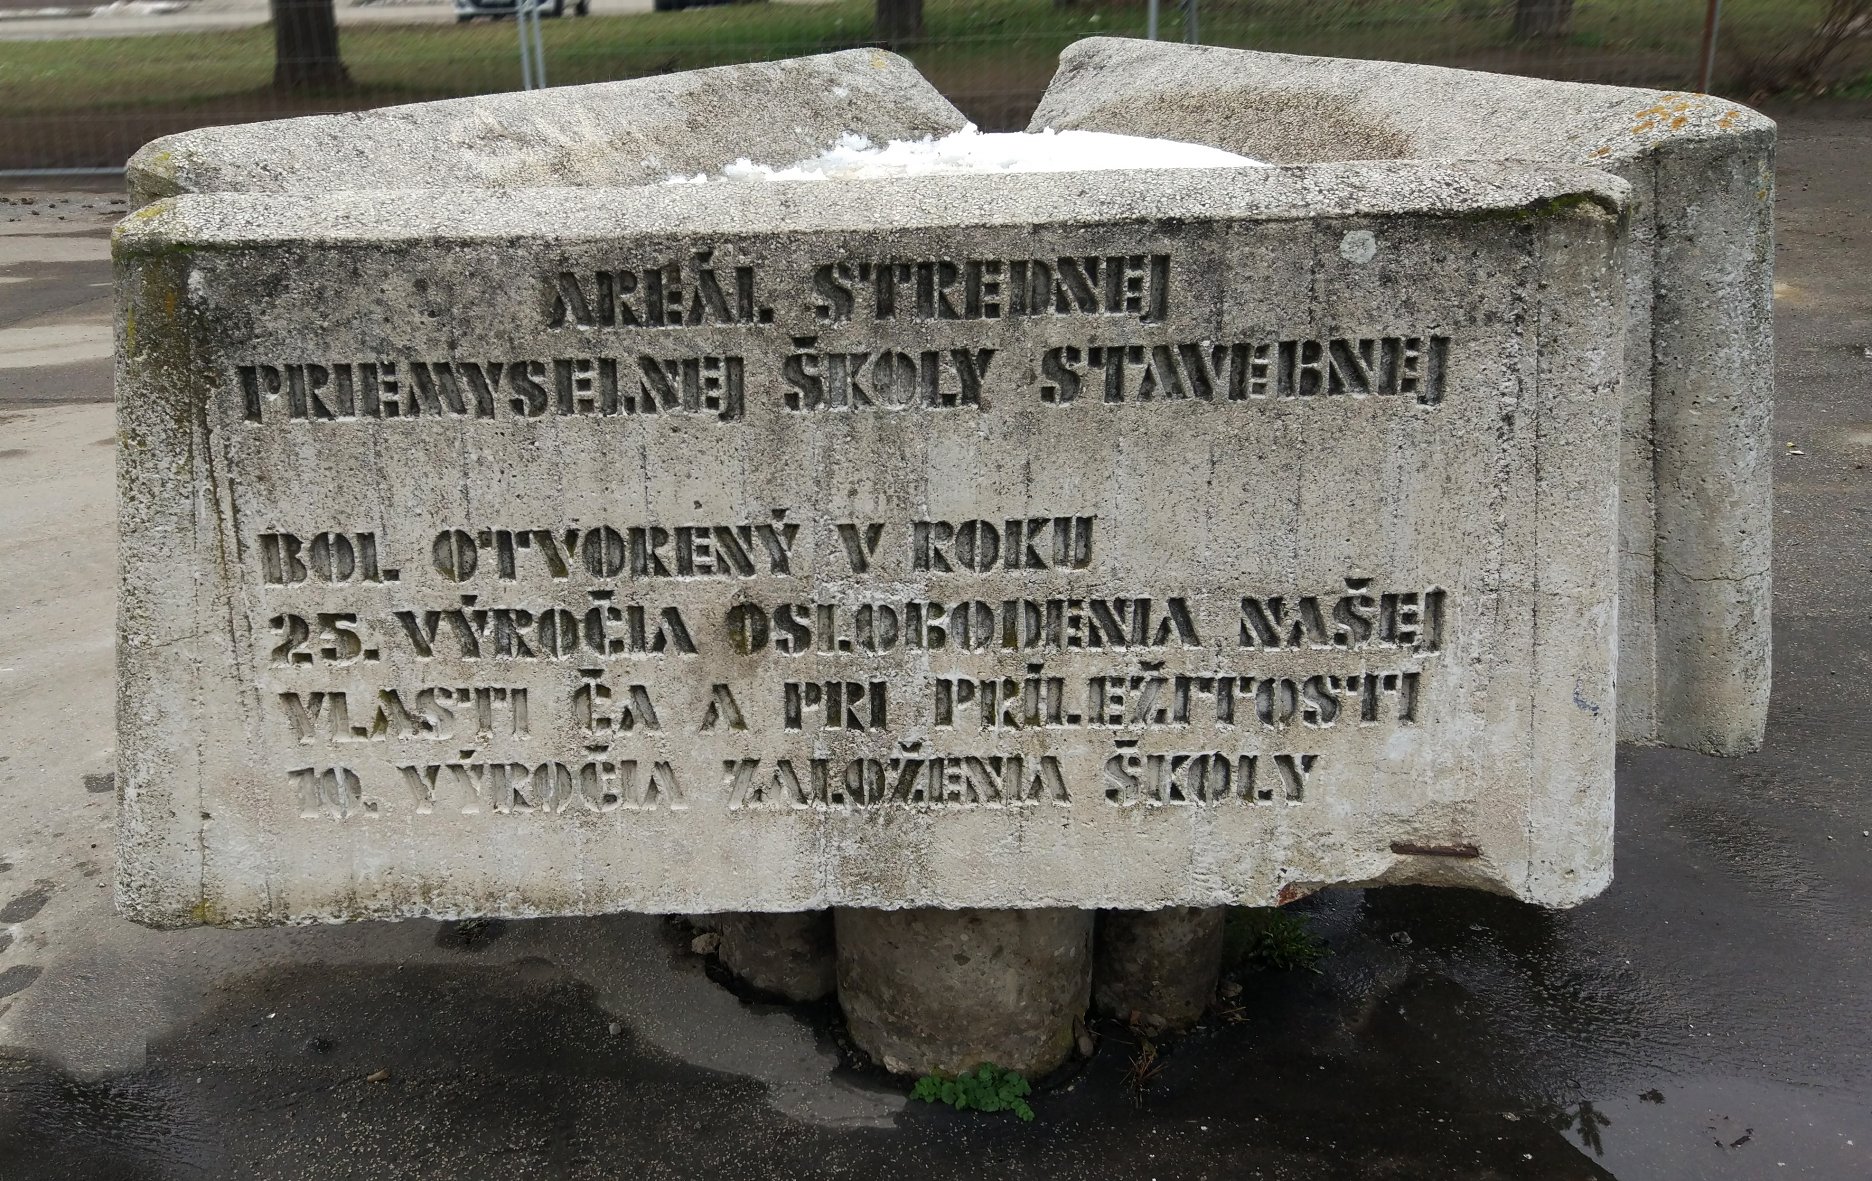 AREÁL STREDNEJ
PRIEMYSELNEJ ŠKOLY STAVEBNEJ
BOL OTVORENÝ V ROKU
25. VÝROČIA OSLOBODENIA NAŠEJ
VLASTI ČA A PRI PRÍLEŽITOSTI
10. VÝROČIA ZALOŽENIA ŠKOLY